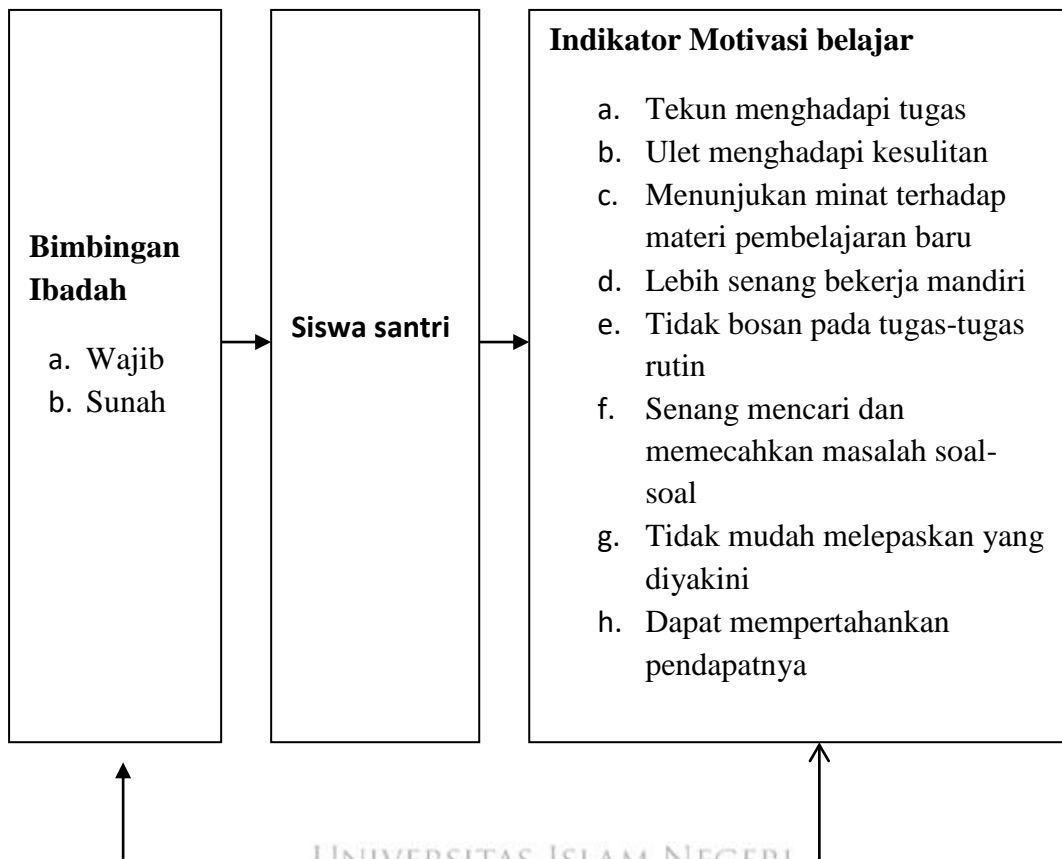 Bimbingan
Ibadah
a. Wajib
b. Sunah
Siswa santri
Indikator Motivasi belajar
a. Tekun menghadapi tugas
b. Ulet menghadapi kesulitan
c. Menunjukan minat terhadap
materi pembelajaran baru
d. Lebih senang bekerja mandiri
e. Tidak bosan pada tugas-tugas
rutin
f. Senang mencari dan
memecahkan masalah soal-
soal
g. Tidak mudah melepaskan yang
diyakini
h. Dapat mempertahankan
pendapatnya
UNIVERSITAS ISLAM NEGERI